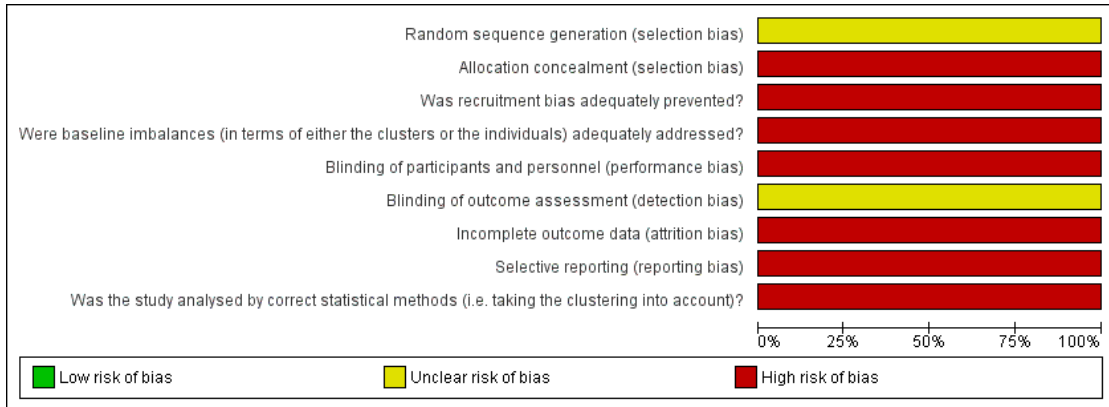 Random sequence generation (selection bias)
Allocation concealment (selection bias)
Was recruitment bias adequately prevented?
Were baseline imbalances (in terms of either the clusters or the individuals) adequately addressed?
Blinding of participants and personnel (performance bias)
Blinding of outcome assessment (detection bias)
Incomplete outcome data (attrition bias)
Selective reporting (reporting bias)
Was the study analysed by correct statistical methods (i.e. taking the clustering into account)?
0% 25% 50% 75% 100%
Low risk of bias Unclear risk of bias High risk of bias